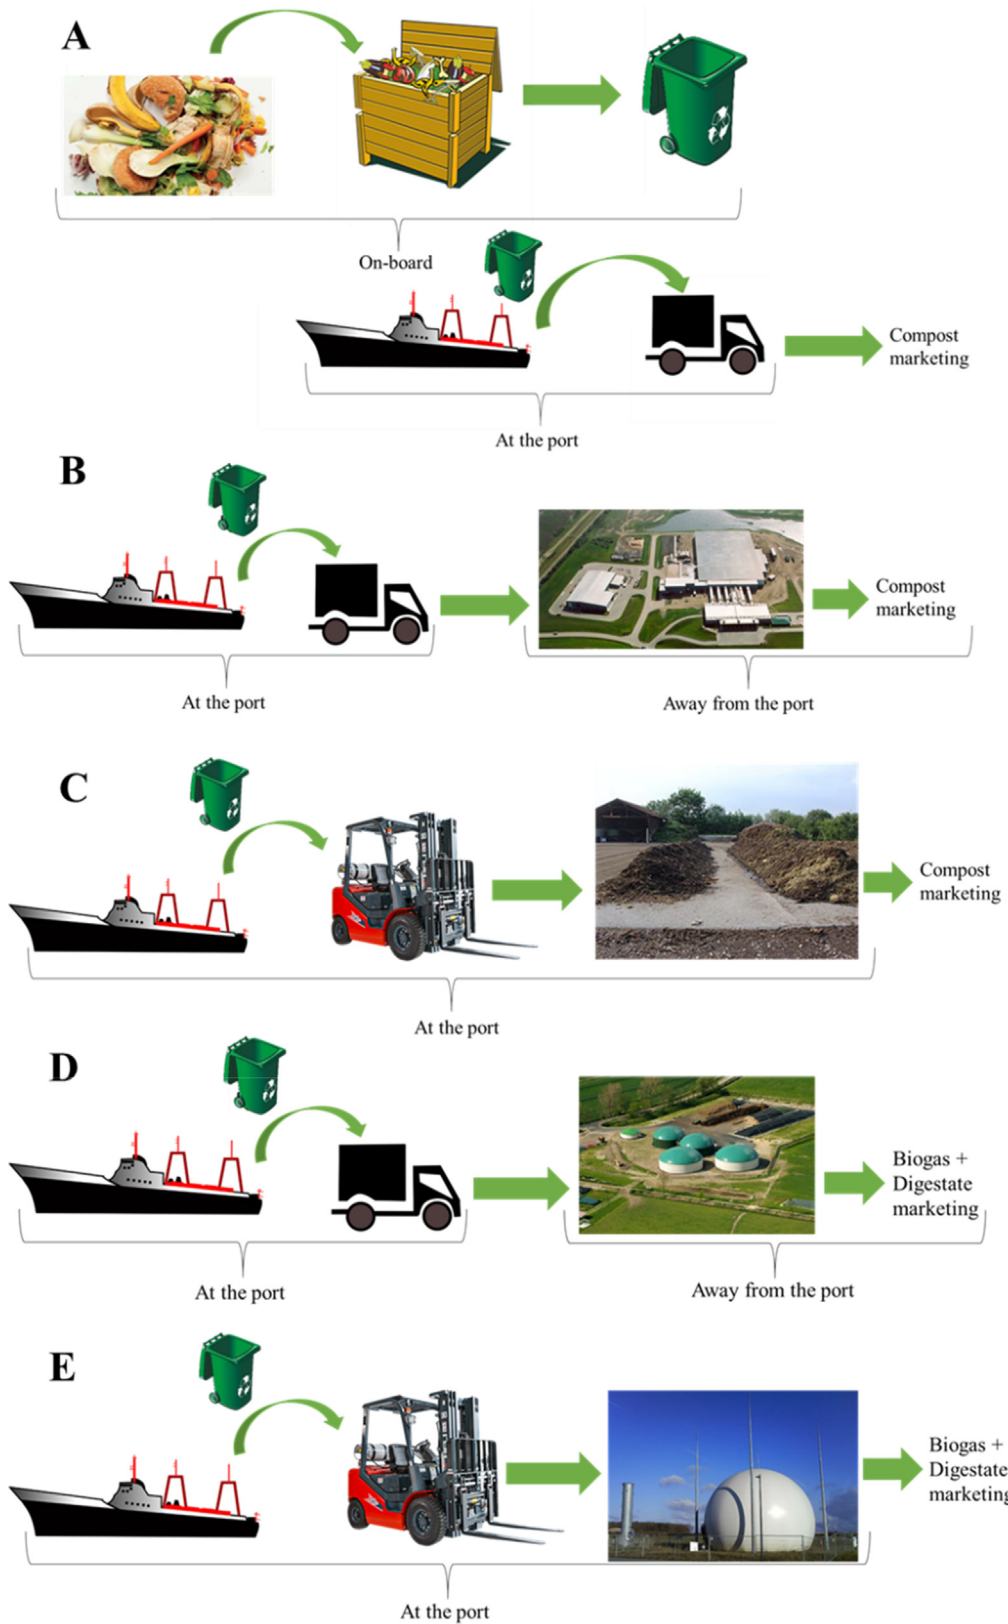 A
On-board
Compost
marketing
At the port
B
Compost
marketing
At the port
Away from the port
C
Compost
marketing
At the port
D
Biogas +
Digestate
marketing
At the port
Away from the port
E
Biogas +
Digestate
marketing
At the port